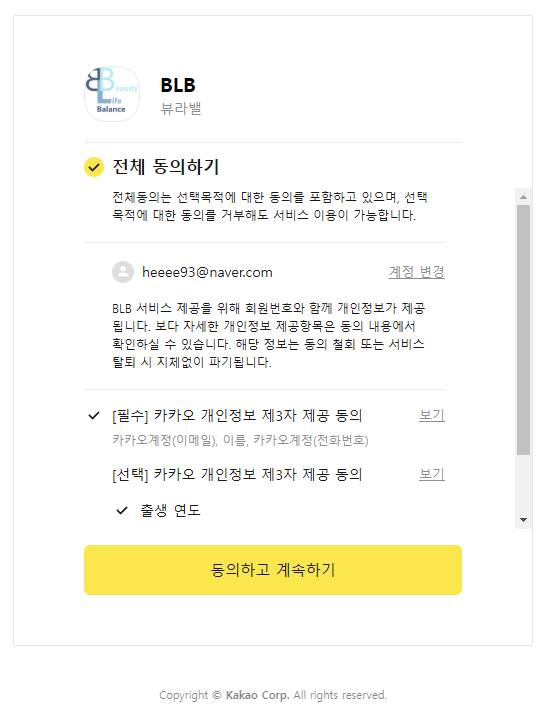 Beauity
Life
Balance
BLB
뷰라밸
전체 동의하기
전체동의는 선택목적에 대한 동의를 포함하고 있으며, 선택
목적에 대한 동의를 거부해도 서비스 이용이 가능합니다.
heeee93@naver.com 계정 변경
BLB 서비스 제공을 위해 회원번호와 함께 개인정보가 제공
됩니다. 보다 자세한 개인정보 제공항목은 동의 내용에서
확인하실 수 있습니다. 해당 정보는 동의 철회 또는 서비스
탈퇴 시 지체없이 파기됩니다.
[필수] 카카오 개인정보 제3자 제공 동의 보기
카카오계정(이메일), 이름, 카카오계정(전화번호)
[선택] 카카오 개인정보 제3자 제공 동의 보기
출생 연도
동의하고 계속하기
Copyright © Kakao Corp. All rights reserved.